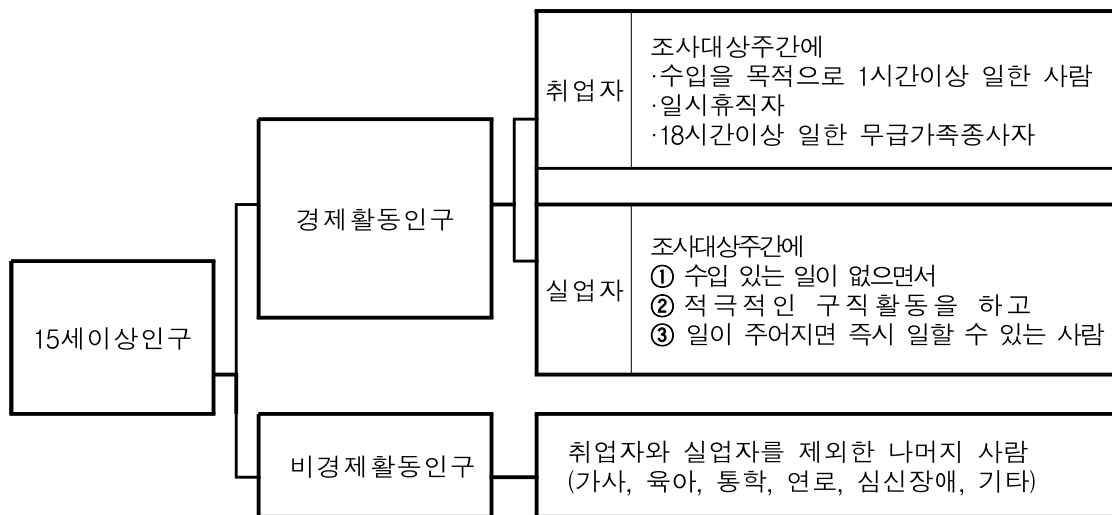 15세이상인구
경제활동인구
취업자
조사대상주간에
·수입을 목적으로 1시간이상 일한 사람
·일시휴직자
·18시간이상 일한 무급가족종사자
실업자
조사대상주간에
① 수입 있는 일이 없으면서
② 적극적인 구직활동을 하고
③ 일이 주어지면 즉시 일할 수 있는 사람
비경제활동인구
취업자와 실업자를 제외한 나머지 사람
(가사, 육아, 통학, 연로, 심신장애, 기타)